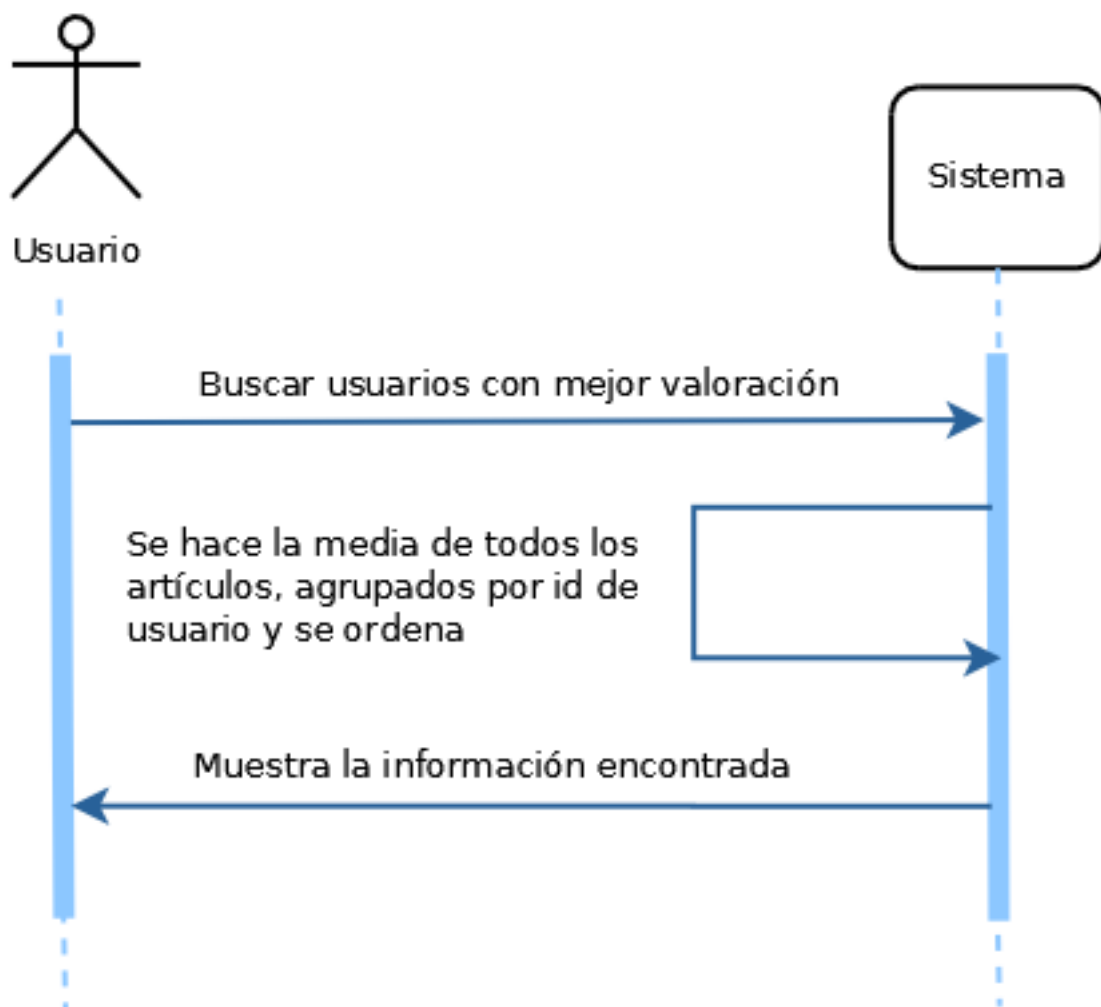 Usuario
Sistema
Buscar usuarios con mejor valoración
Se hace la media de todos los
artículos, agrupados por id de
usuario y se ordena
Muestra la información encontrada